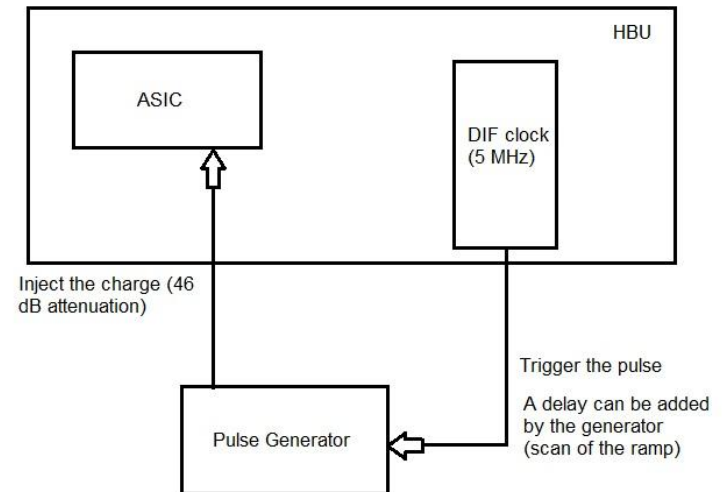 HBU
ASIC
DIF clock
(5 MHz)
Inject the charge (46
dB attenuation)
Trigger the pulse
A delay can be added
by the generator
(scan of the ramp)
Pulse Generator